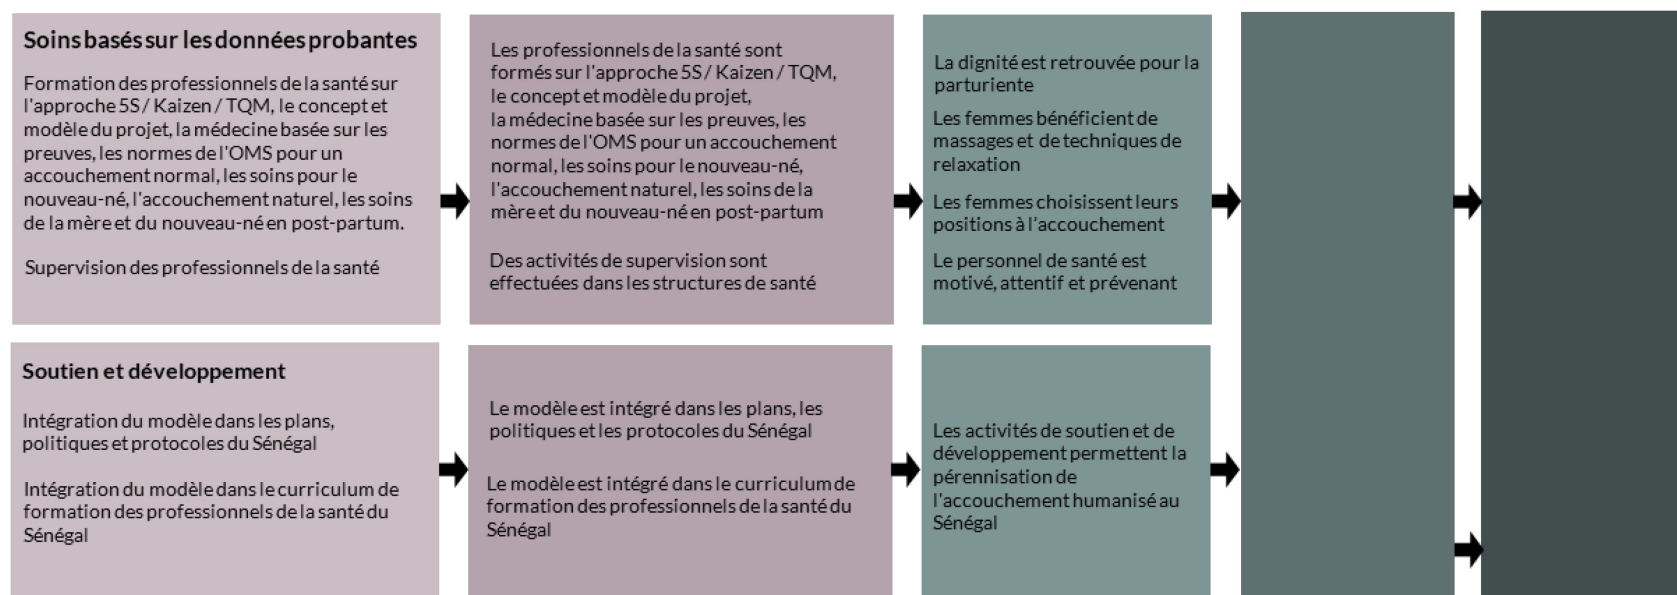 Soins basés sur les données probantes
Formation des professionnels de la santé sur
l'approche 5S / Kaizen / TQM, le concept et
modèle du projet, la médecine basée sur les
preuves, les normes de l'OMS pour un
accouchement normal, les soins pour le
nouveau-né, l'accouchement naturel, les soins
de la mère et du nouveau-né en post-partum.
Supervision des professionnels de la santé
Les professionnels de la santé sont
formés sur l'approche 5S / Kaizen / TQM,
le concept et modèle du projet,
la médecine basée sur les preuves, les
normes de l'OMS pour un accouchement
normal, les soins pour le nouveau-né,
l'accouchement naturel, les soins de la
mère et du nouveau-né en post-partum
Des activités de supervision sont
effectuées dans les structures de santé
La dignité est retrouvée pour la
parturiente
Les femmes bénéficient de
massages et de techniques de
relaxation
Les femmes choisissent leurs
positions à l'accouchement
Le personnel de santé est
motivé, attentif et prévenant
Soutien et développement
Intégration du modèle dans les plans,
politiques et protocoles du Sénégal
Intégration du modèle dans le curriculum de
formation des professionnels de la santé du
Sénégal
Le modèle est intégré dans les plans, les
politiques et les protocoles du Sénégal
Le modèle est intégré dans le curriculum de
formation des professionnels de la santé du
Sénégal
Les activités de soutien et de
développement permettent la
pérennisation de
l'accouchement humanisé au
Sénégal